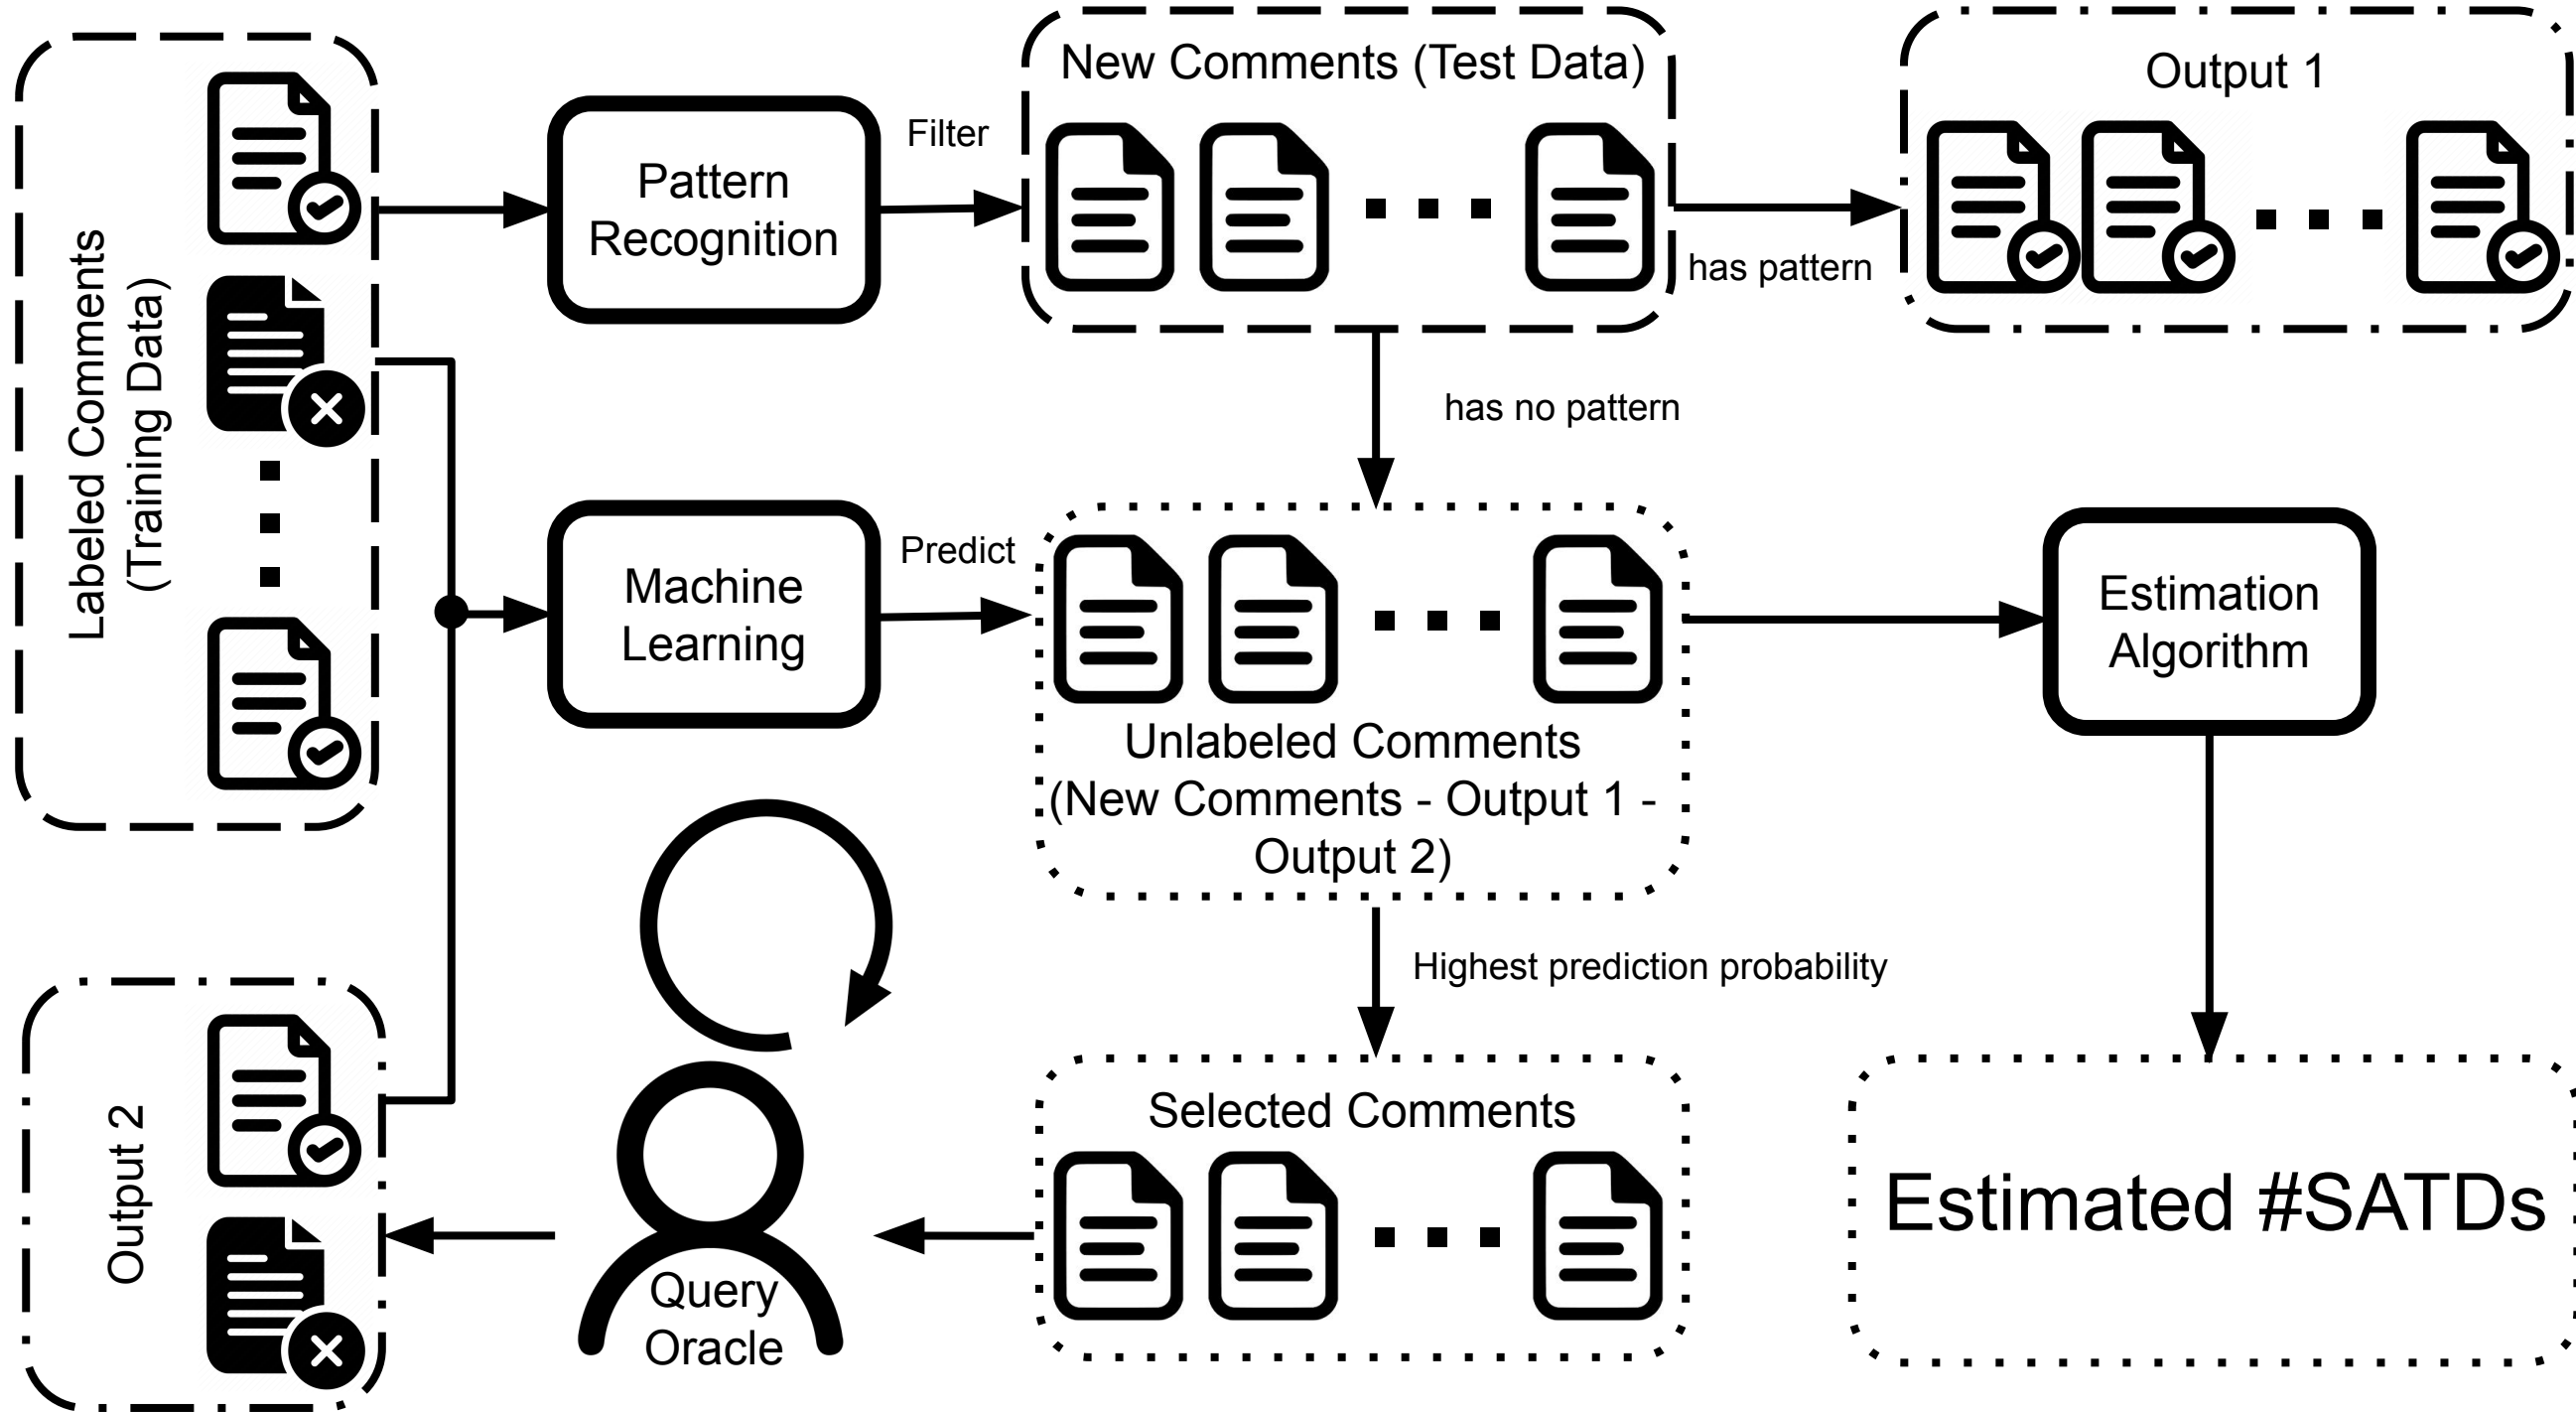 Labeled Comments
(Training Data)
Pattern
Recognition
Filter
New Comments (Test Data)
has pattern
Output 1
has no pattern
Machine
Learning
Predict
Unlabeled Comments
(New Comments - Output 1 -
Output 2)
Estimation
Algorithm
Highest prediction probability
Output 2
Query
Oracle
Selected Comments
Estimated #SATDs